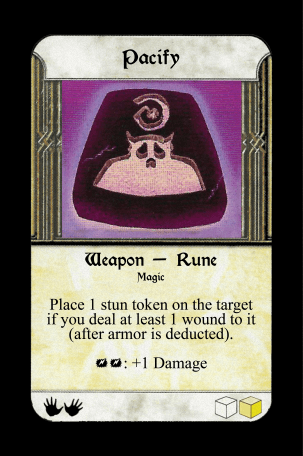 Pacify
Weapon — Rune
Magic
Place 1 stun token on the target
if you deal at least 1 wound to it
(after armor is deducted).
: +1 Damage